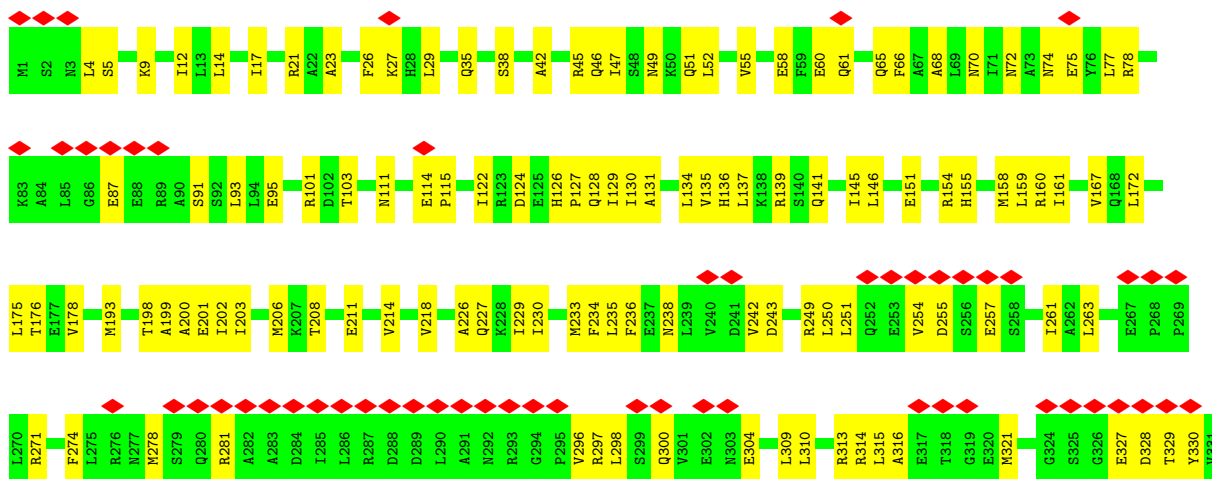 M1 S2 N3 L4 S5 K9 I12 L13 L14 I17 R21 A22 A23 F26 K27 H28 L29 Q35 S38 A42 R45 Q46 I47 S48 N49 K50 Q51 L52 V55 E58 F59 E60 Q61 Q65 F66 A67 A68 L69 N70 I71 N72 A73 N74 E75 Y76 L77 R78
K83 A84 L85 G86 E87 E88 R89 A90 S91 S92 L93 L94 E95 R101 D102 T103 N111 E114 P115 I122 R123 D124 E125 H126 P127 Q128 I129 I130 A131 L134 V135 H136 L137 K138 R139 S140 Q141 I145 L146 E151 R154 H155 M158 L159 R160 I161 V167 Q168 L172
L175 T176 E177 V178 M193 T198 A199 A200 E201 I202 I203 M206 K207 T208 E211 V214 V218 A226 Q227 K228 I229 I230 M233 F234 L235 F236 E237 N238 L239 V240 D241 V242 D243 R249 L250 L251 Q252 E253 V254 D255 S256 E257 S258 I261 A262 L263 E267 P268 P269
L270 R271 F274 L275 R276 N277 M278 S279 Q280 R281 A282 A283 D284 I285 L286 R287 D288 D289 L290 A291 N292 R293 G294 P295 V296 R297 L298 S299 Q300 V301 E302 N303 E304 L309 L310 R313 R314 L315 A316 E317 T318 G319 E320 M321 G324 S325 G326 E327 D328 T329 Y330 V331